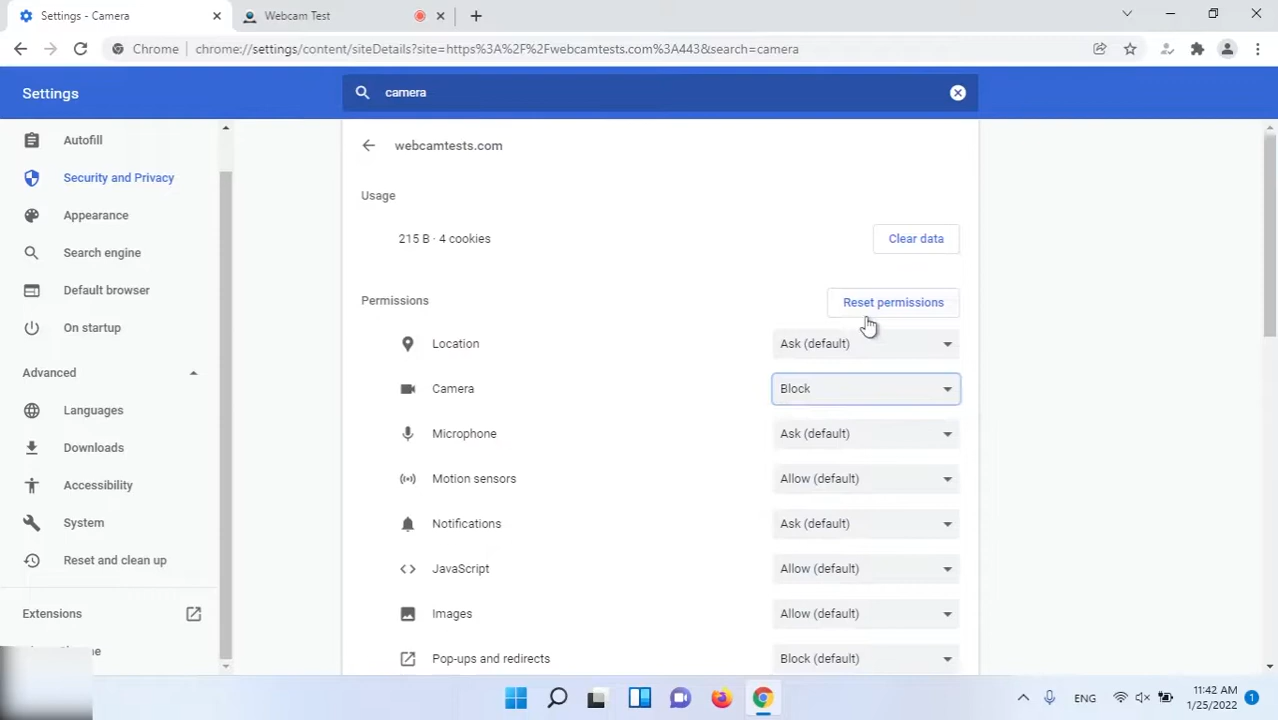 Settings - Camera
Webcam Test
Chrome
chrome://settings/content/siteDetails?site=https%3A%2F%2Fwebcamtests.com%3A443&search=camera
Settings
camera
Autofill
Security and Privacy
Appearance
Search engine
Default browser
On startup
Advanced
Languages
Downloads
Accessibility
System
Reset and clean up
Extensions
webcamtests.com
Usage
215 B · 4 cookies
Clear data
Permissions
Reset permissions
Location
Ask (default)
Camera
Block
Microphone
Ask (default)
Motion sensors
Allow (default)
Notifications
Ask (default)
JavaScript
Allow (default)
Images
Allow (default)
Pop-ups and redirects
Block (default)
ENG
11:42 AM
1/25/2022
1